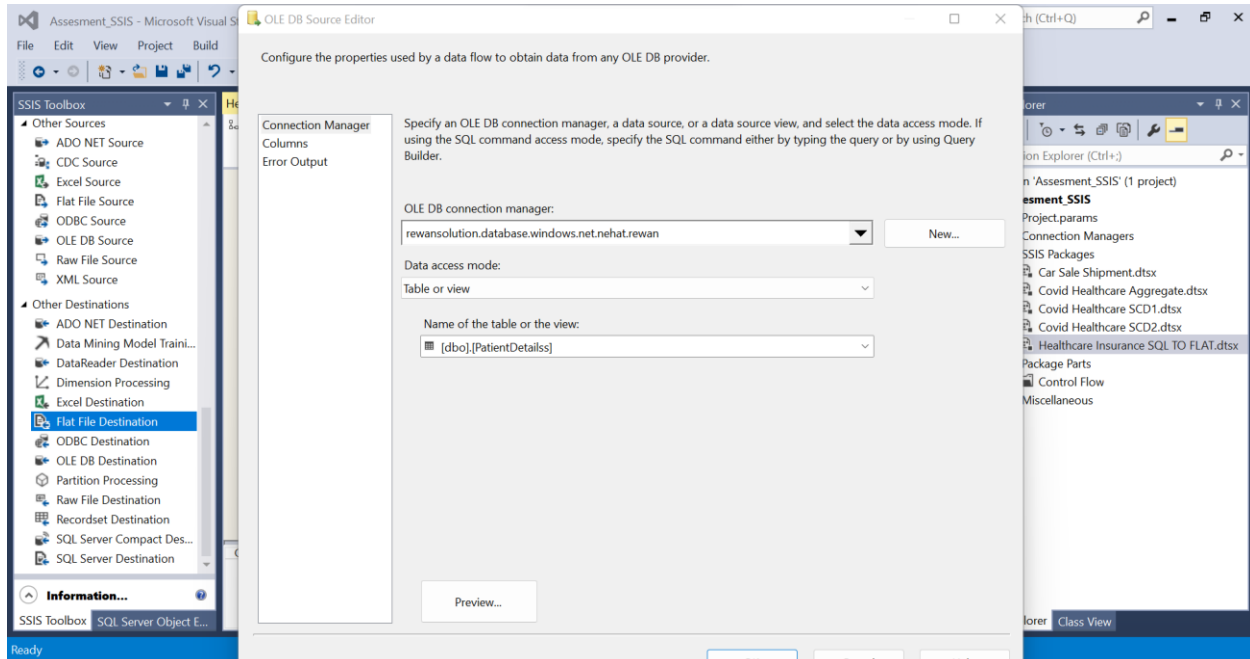 Assesment_SSIS - Microsoft Visual S
OLE DB Source Editor
ch (Ctrl+Q)
File Edit View Project Build
Configure the properties used by a data flow to obtain data from any OLE DB provider.
SSIS Toolbox
He
lorer
Other Sources
ADO NET Source
CDC Source
Excel Source
Flat File Source
ODBC Source
OLE DB Source
Raw File Source
XML Source
Other Destinations
ADO NET Destination
Data Mining Model Traini...
DataReader Destination
Dimension Processing
Excel Destination
Flat File Destination
ODBC Destination
OLE DB Destination
Partition Processing
Raw File Destination
Recordset Destination
SQL Server Compact Des...
SQL Server Destination
Information...
SSIS Toolbox SQL Server Object E...
Ready
Connection Manager
Columns
Error Output
Specify an OLE DB connection manager, a data source, or a data source view, and select the data access mode. If
using the SQL command access mode, specify the SQL command either by typing the query or by using Query
Builder.
OLE DB connection manager:
rewansolution.database.windows.net.nehat.rewan
New...
Data access mode:
Table or view
Name of the table or the view:
[dbo].[PatientDetailss]
Preview...
ion Explorer (Ctrl+;)
n 'Assesment_SSIS' (1 project)
esment_SSIS
Project.params
Connection Managers
SSIS Packages
Car Sale Shipment.dtsx
Covid Healthcare Aggregate.dtsx
Covid Healthcare SCD1.dtsx
Covid Healthcare SCD2.dtsx
Healthcare Insurance SQL TO FLAT.dtsx
Package Parts
Control Flow
Miscellaneous
lorer Class View